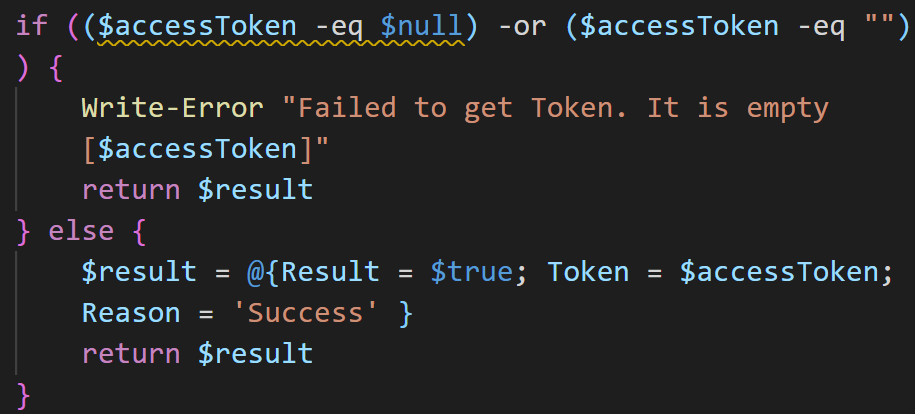 if (($accessToken -eq $null) -or ($accessToken -eq "")
) {
Write-Error "Failed to get Token. It is empty
[$accessToken]"
return $result
} else {
$result = @{Result = $true; Token = $accessToken;
Reason = 'Success' }
return $result
}